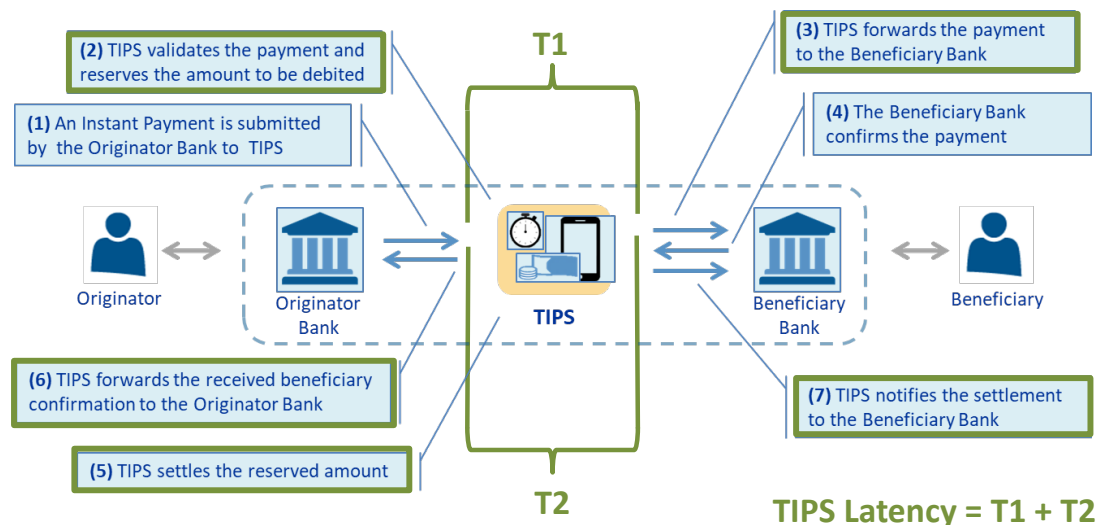 T1
(2) TIPS validates the payment and
reserves the amount to be debited
(3) TIPS forwards the payment
to the Beneficiary Bank
(1) An Instant Payment is submitted
by the Originator Bank to TIPS
(4) The Beneficiary Bank
confirms the payment
Originator
Originator
Bank
TIPS
Beneficiary
Bank
Beneficiary
(6) TIPS forwards the received beneficiary
confirmation to the Originator Bank
(7) TIPS notifies the settlement
to the Beneficiary Bank
(5) TIPS settles the reserved amount
T2
TIPS Latency = T1 + T2